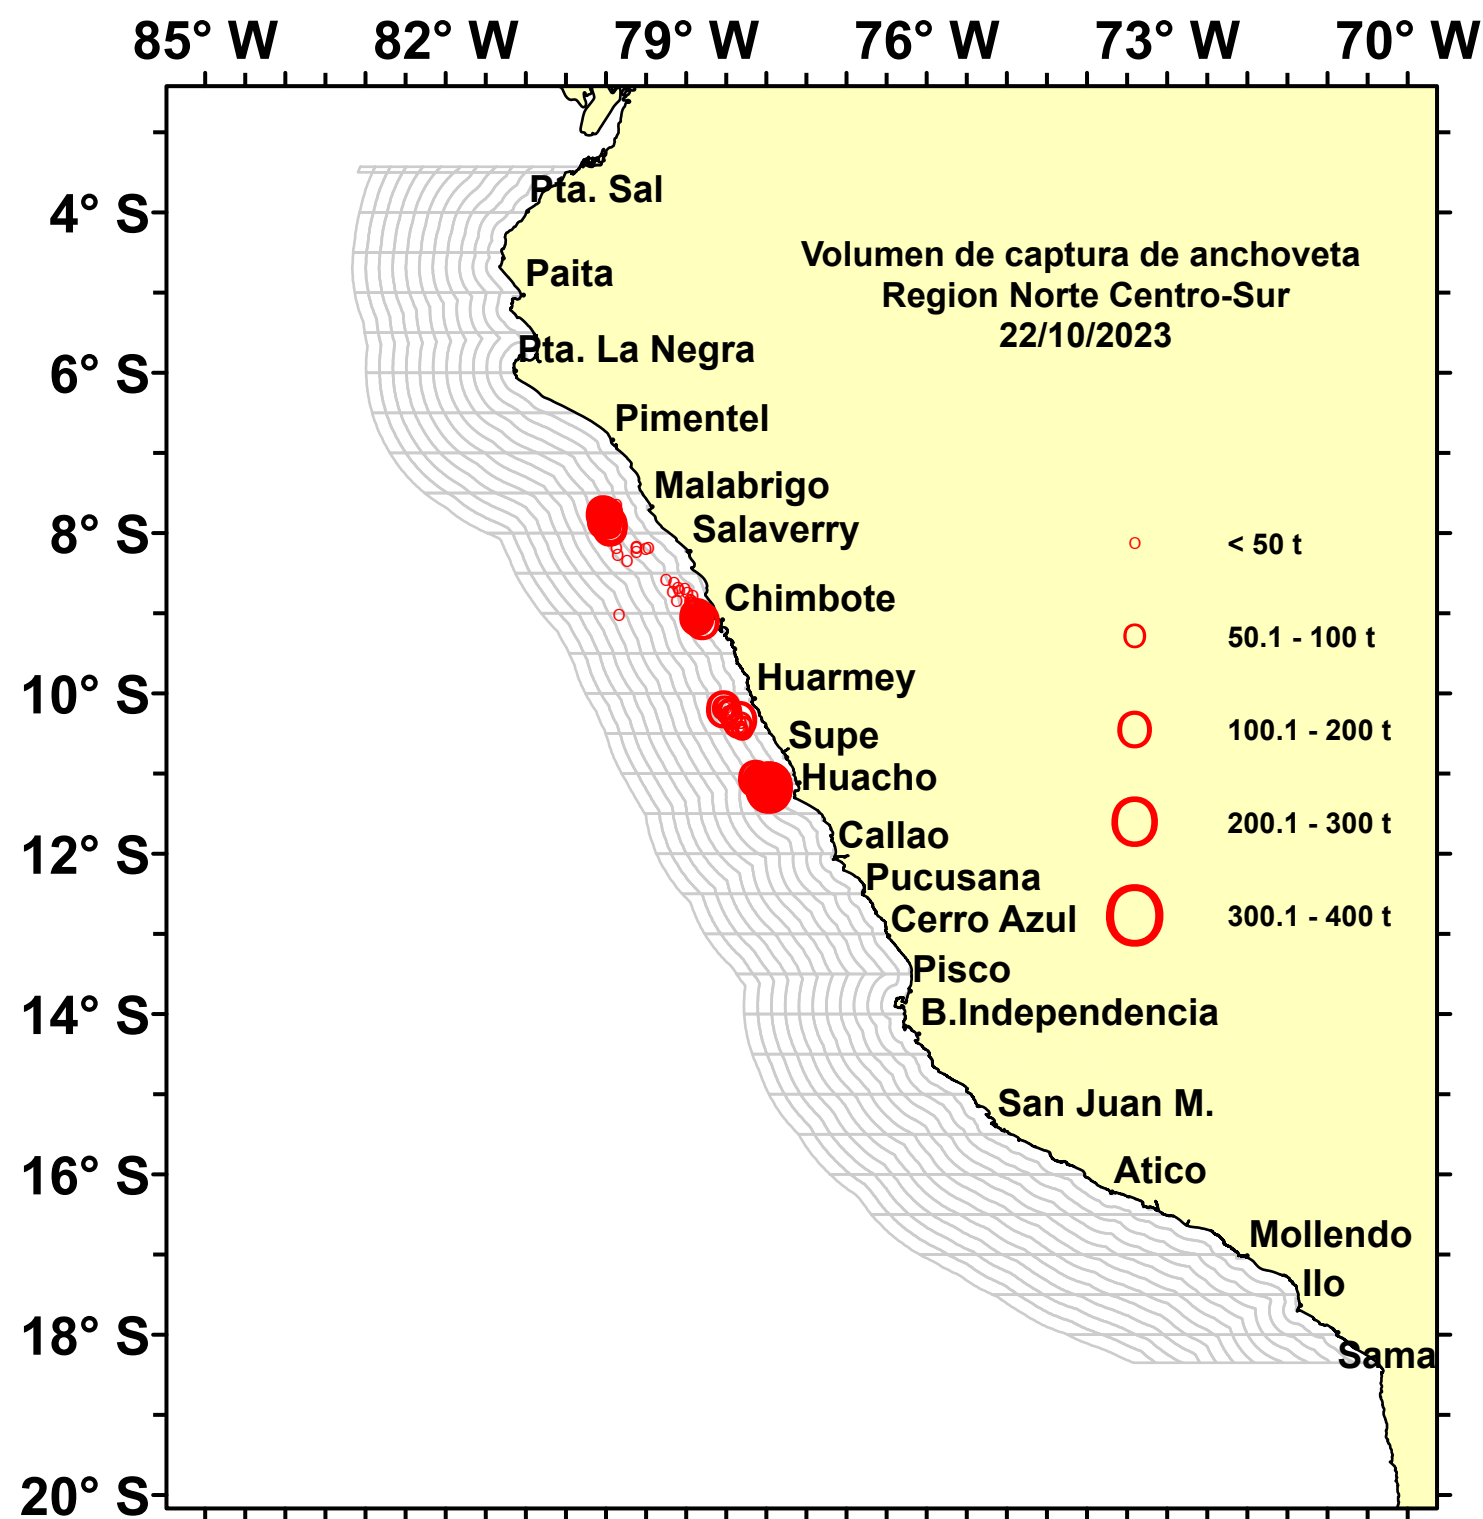 85° W 82° W 79° W 76° W 73° W 70° W
4° S
6° S
8° S
10° S
12° S
14° S
16° S
18° S
20° S
Volumen de captura de anchoveta
Region Norte Centro-Sur
22/10/2023
Pta. Sal
Paita
Pta. La Negra
Pimentel
Malabrigo
Salaverry
Chimbote
Huarmey
Supe
Huacho
Callao
Pucusana
Cerro Azul
Pisco
B.Independencia
San Juan M.
Atico
Mollendo
Ilo
Sama
< 50 t
50.1 - 100 t
100.1 - 200 t
200.1 - 300 t
300.1 - 400 t